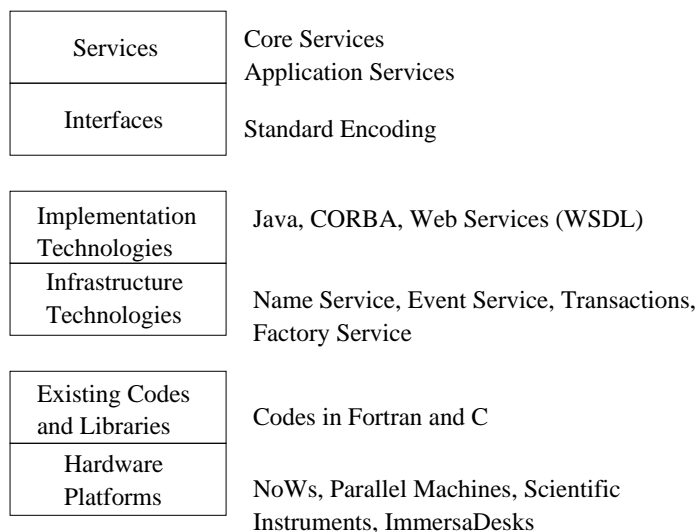 Services
Core Services
Application Services
Interfaces
Standard Encoding
Implementation
Technologies
Java, CORBA, Web Services (WSDL)
Infrastructure
Technologies
Name Service, Event Service, Transactions,
Factory Service
Existing Codes
and Libraries
Codes in Fortran and C
Hardware
Platforms
NoWs, Parallel Machines, Scientific
Instruments, ImmersaDesks